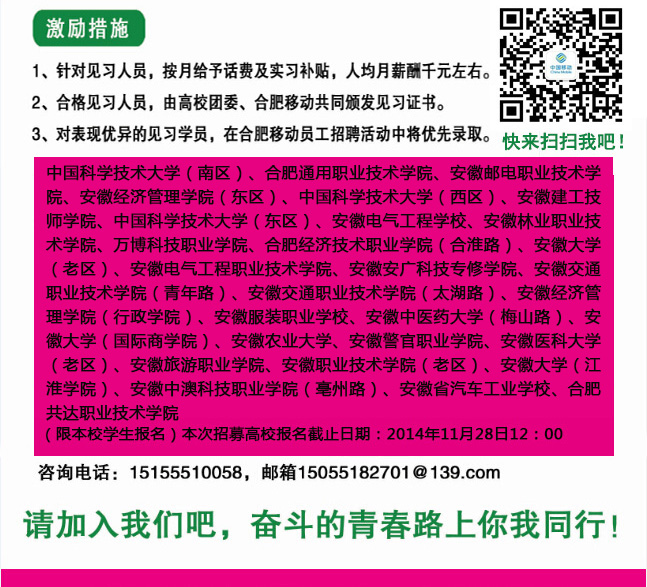 激励措施
1、针对见习人员，按月给予话费及实习补贴，人均月薪酬千元左右。
2、合格见习人员，由高校团委、合肥移动共同颁发见习证书。
3、对表现优异的见习学员，在合肥移动员工招聘活动中将优先录取。
中国移动
China Mobile
快来扫扫我吧！
中国科学技术大学（南区）、合肥通用职业技术学院、安徽邮电职业技术学
院、安徽经济管理学院（东区）、中国科学技术大学（西区）、安徽建工技
师学院、中国科学技术大学（东区）、安徽电气工程学校、安徽林业职业技
术学院、万博科技职业学院、合肥经济技术职业学院（合淮路）、安徽大学
（老区）、安徽电气工程职业技术学院、安徽安广科技专修学院、安徽交通
职业技术学院（青年路）、安徽交通职业技术学院（太湖路）、安徽经济管
理学院（行政学院）、安徽服装职业学校、安徽中医药大学（梅山路）、安
徽大学（国际商学院）、安徽农业大学、安徽警官职业学院、安徽医科大学
（老区）、安徽旅游职业学院、安徽职业技术学院（老区）、安徽大学（江
淮学院）、安徽中澳科技职业学院（亳州路）、安徽省汽车工业学校、合肥
共达职业技术学院
（限本校学生报名）本次招募高校报名截止日期：2014年11月28日12：00
咨询电话：15155510058，邮箱15055182701@139.com
请加入我们吧，奋斗的青春路上你我同行！